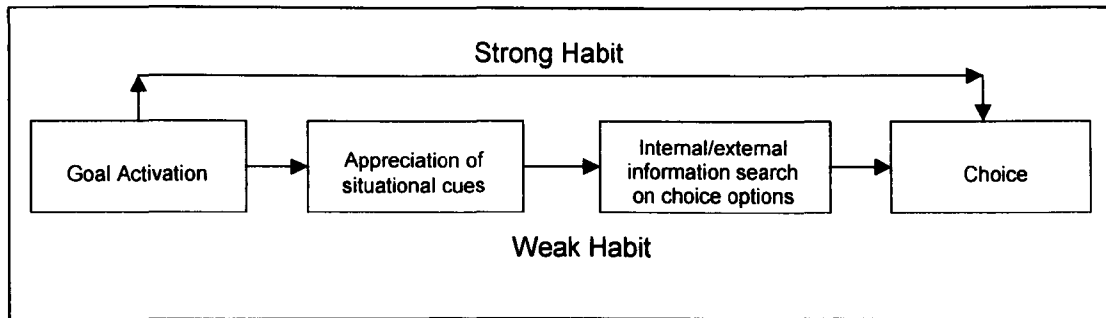 Strong Habit
Goal Activation
Appreciation of
situational cues
Internal/external
information search
on choice options
Choice
Weak Habit